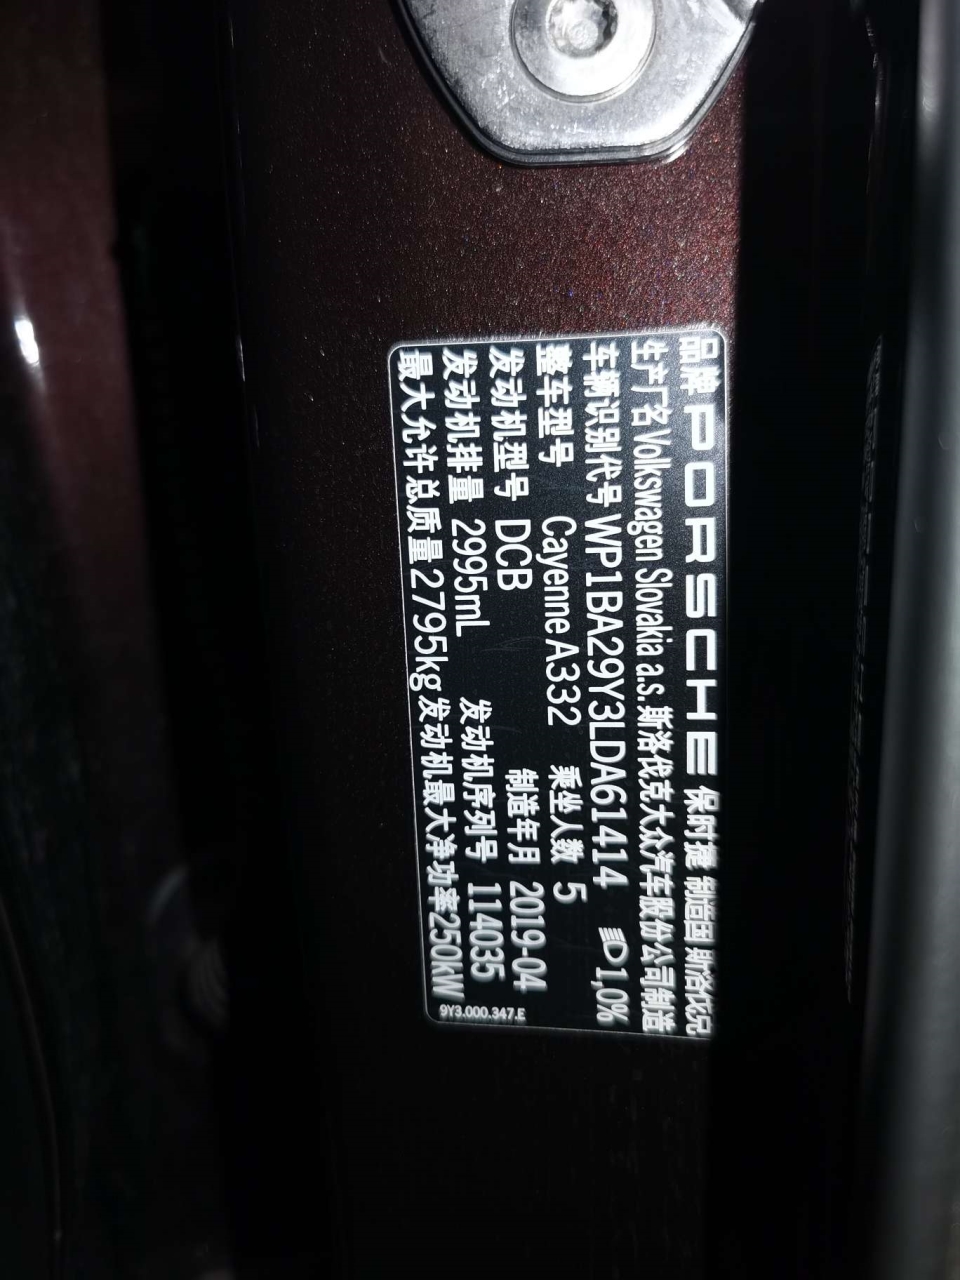 品牌 PORSCHE 保时捷 制造国 斯洛伐克
生产厂名 Volkswagen Slovakia a.s. 斯洛伐克大众汽车股份公司制造
车辆识别代号 WP1BA29Y3LDA61414 1,0%
整车型号 Cayenne A332 乘坐人数 5
发动机型号 DCB 制造年月 2019-04
发动机排量 2995mL 发动机序列号 114035
最大允许总质量 2795kg 发动机最大净功率 250kW
9Y3.000.347.E